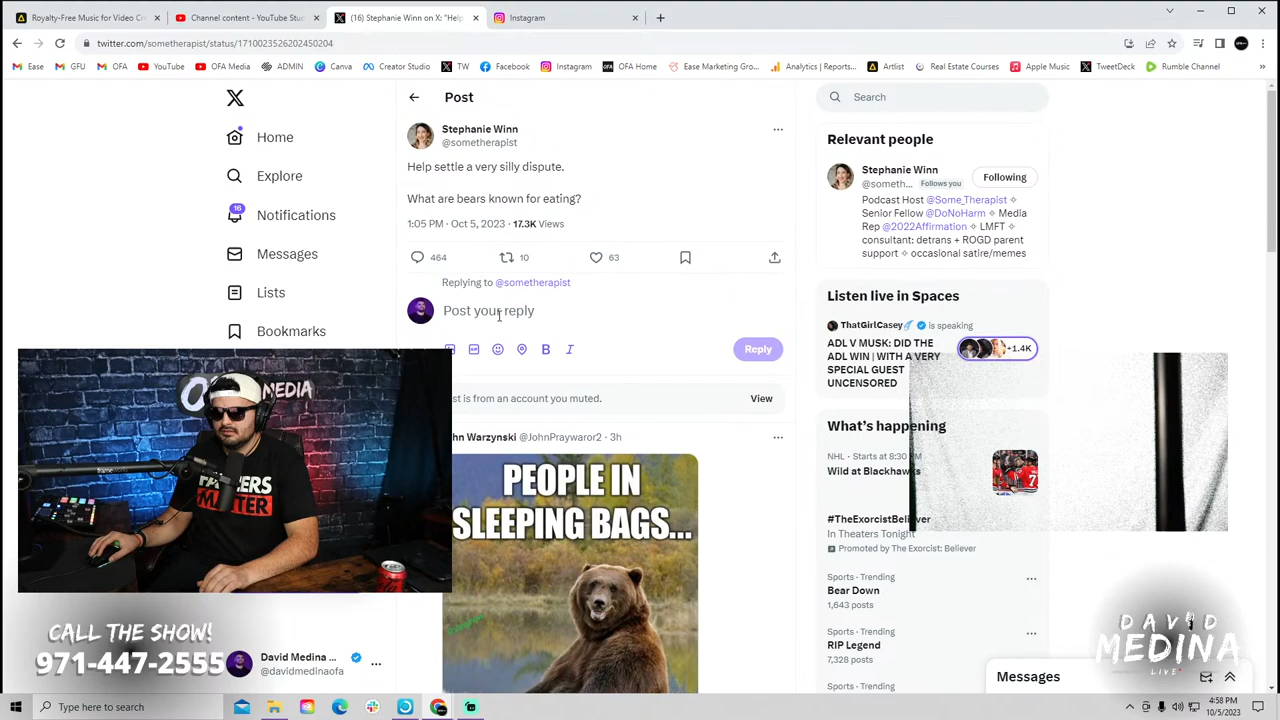 Royalty-Free Music for Video Cr
Channel content - YouTube Stud
(16) Stephanie Winn on X: "Help
Instagram
twitter.com/sometherapist/status/1710023526202450204
Ease
GFU
OFA
YouTube
OFA Media
ADMIN
Canva
Creator Studio
TW
Facebook
Instagram
OFA Home
Ease Marketing Gro...
Analytics | Reports...
Artlist
Real Estate Courses
Apple Music
TweetDeck
Rumble Channel
Home
Explore
16
Notifications
Messages
Lists
Bookmarks
Post
Stephanie Winn
@sometherapist
Help settle a very silly dispute.
What are bears known for eating?
1:05 PM · Oct 5, 2023 · 17.3K Views
464
10
63
Replying to @sometherapist
Post your reply
Reply
st is from an account you muted.
View
hn Warzynski @JohnPraywaror2 · 3h
PEOPLE IN
SLEEPING BAGS...
Search
Relevant people
Stephanie Winn
@someth... Follows you
Following
Podcast Host @Some_Therapist ✧
Senior Fellow @DoNoHarm ✧ Media
Rep @2022Affirmation ✧ LMFT ✧
consultant: detrans + ROGD parent
support ✧ occasional satire/memes
Listen live in Spaces
ThatGirlCasey is speaking
ADL V MUSK: DID THE
ADL WIN | WITH A VERY
SPECIAL GUEST
UNCENSORED
+1.4K
What's happening
NHL · Starts at 8:30 PM
Wild at Blackhawks
#TheExorcistBeliever
In Theaters Tonight
Promoted by The Exorcist: Believer
Sports · Trending
Bear Down
1,643 posts
Sports · Trending
RIP Legend
7,328 posts
Sports · Trending
Messages
MEDIA
MATTER
CALL THE SHOW!
971-447-2555
David Medina ...
@davidmedinaofa
DAVID
MEDINA
LIVE
Type here to search
4:58 PM
10/5/2023